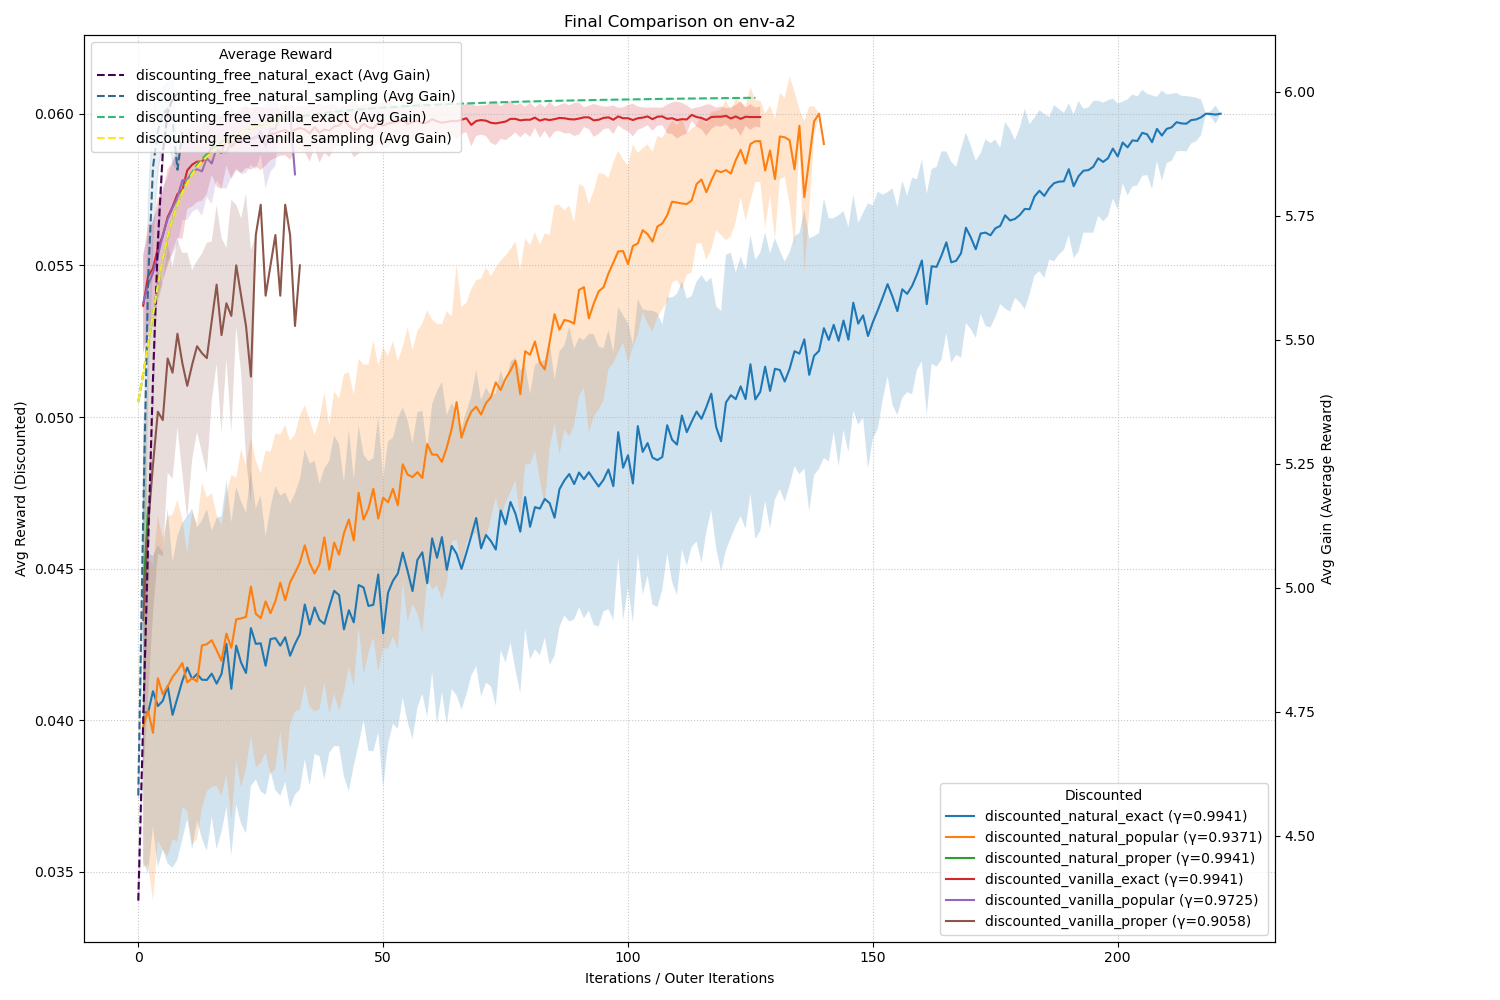 Final Comparison on env-a2
Average Reward
discounting_free_natural_exact (Avg Gain)
discounting_free_natural_sampling (Avg Gain)
discounting_free_vanilla_exact (Avg Gain)
discounting_free_vanilla_sampling (Avg Gain)
0.060
0.055
0.050
0.045
0.040
0.035
Avg Reward (Discounted)
6.00
5.75
5.50
5.25
5.00
4.75
4.50
Avg Gain (Average Reward)
Discounted
discounted_natural_exact (γ=0.9941)
discounted_natural_popular (γ=0.9371)
discounted_natural_proper (γ=0.9941)
discounted_vanilla_exact (γ=0.9941)
discounted_vanilla_popular (γ=0.9725)
discounted_vanilla_proper (γ=0.9058)
0 50 100 150 200
Iterations / Outer Iterations